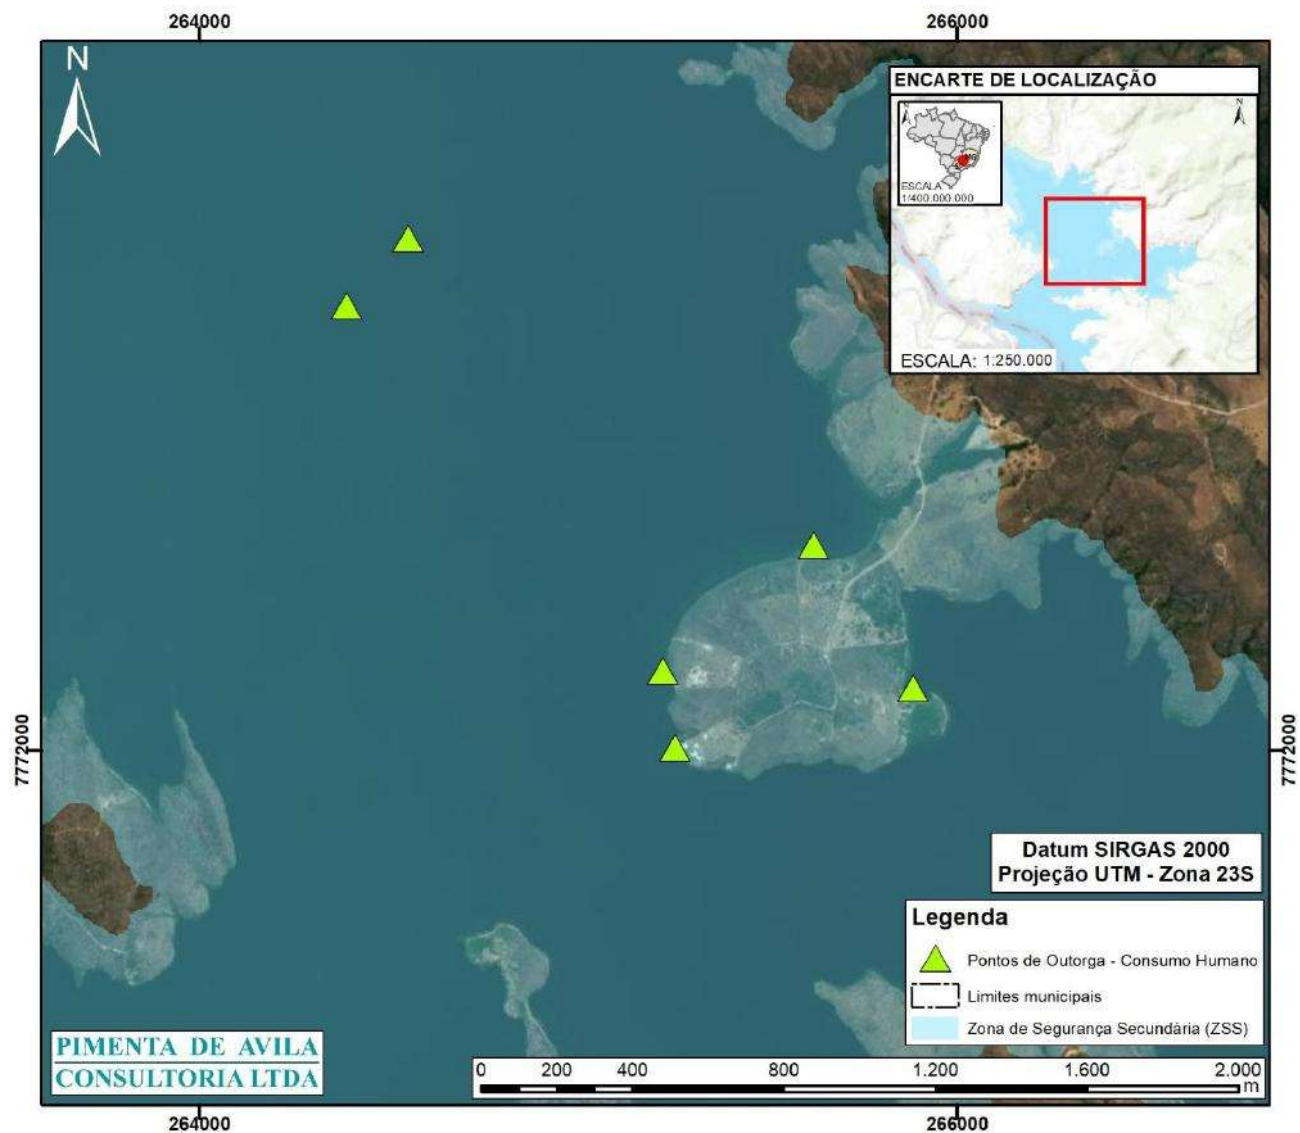 264000
266000
N
ENCARTE DE LOCALIZAÇÃO
N
MG
ESCALA
1/400.000.000
ESCALA: 1:250.000
7772000
7772000
Datum SIRGAS 2000
Projeção UTM - Zona 23S
Legenda
Pontos de Outorga - Consumo Humano
Limites municipais
Zona de Segurança Secundária (ZSS)
PIMENTA DE AVILA
CONSULTORIA LTDA
0 200 400 800 1.200 1.600 2.000
m
264000
266000